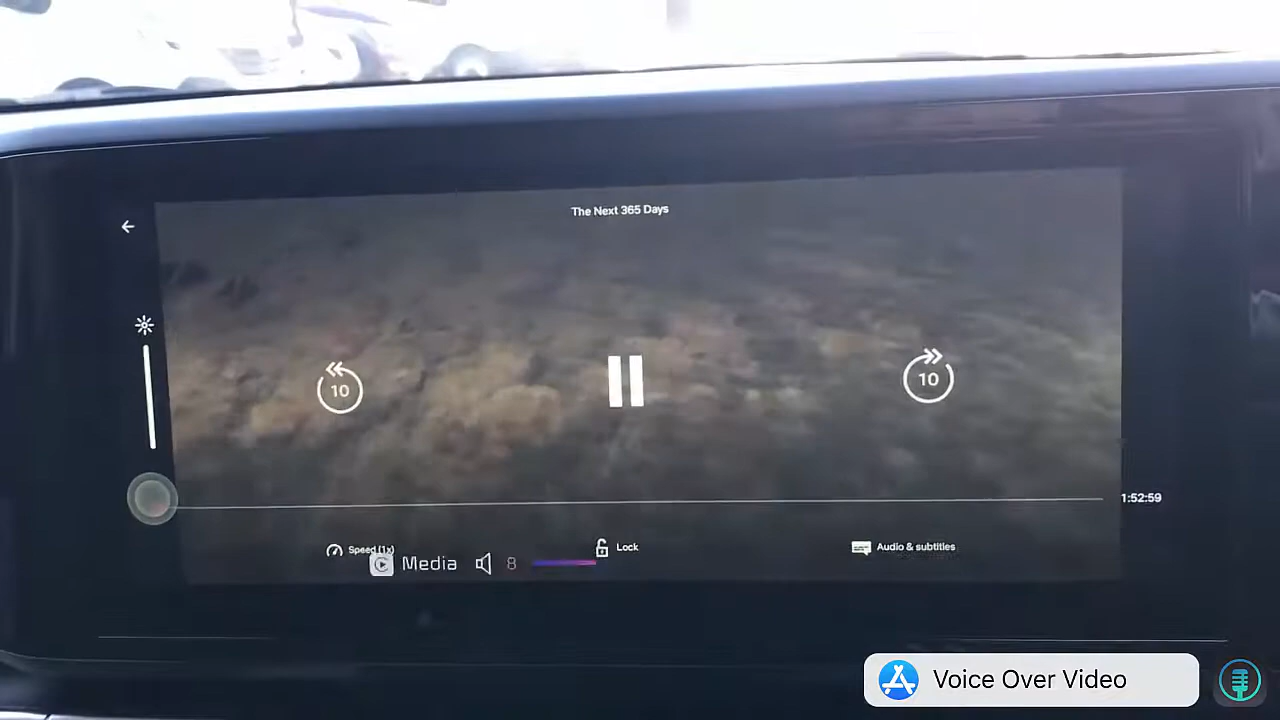 The Next 365 Days
10
10
1:52:59
Speed (1x)
Lock
Audio & subtitles
Media
8
Voice Over Video